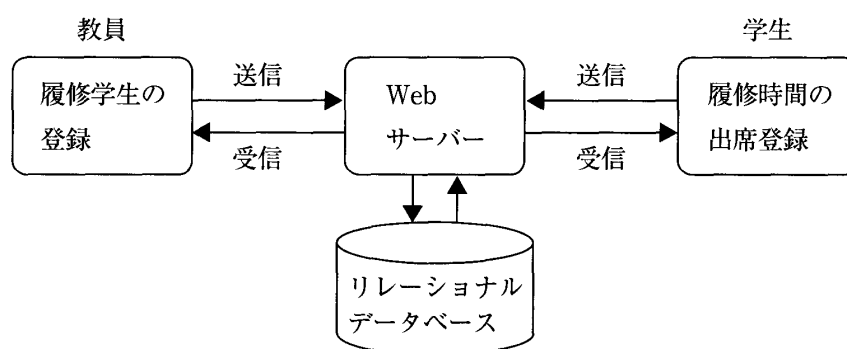 教員
学生
履修学生の
登録
送信
受信
Web
サーバー
送信
受信
履修時間の
出席登録
リレーショナル
データベース